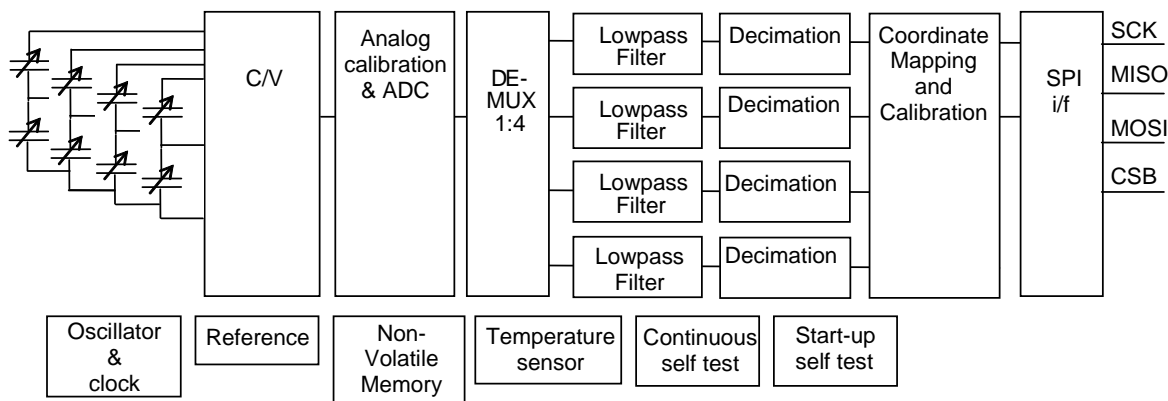 C/V
Analog
calibration
& ADC
DE-
MUX
1:4
Lowpass
Filter
Decimation
Lowpass
Filter
Decimation
Lowpass
Filter
Decimation
Lowpass
Filter
Decimation
Coordinate
Mapping
and
Calibration
SPI
i/f
SCK
MISO
MOSI
CSB
Oscillator
&
clock
Reference
Non-
Volatile
Memory
Temperature
sensor
Continuous
self test
Start-up
self test